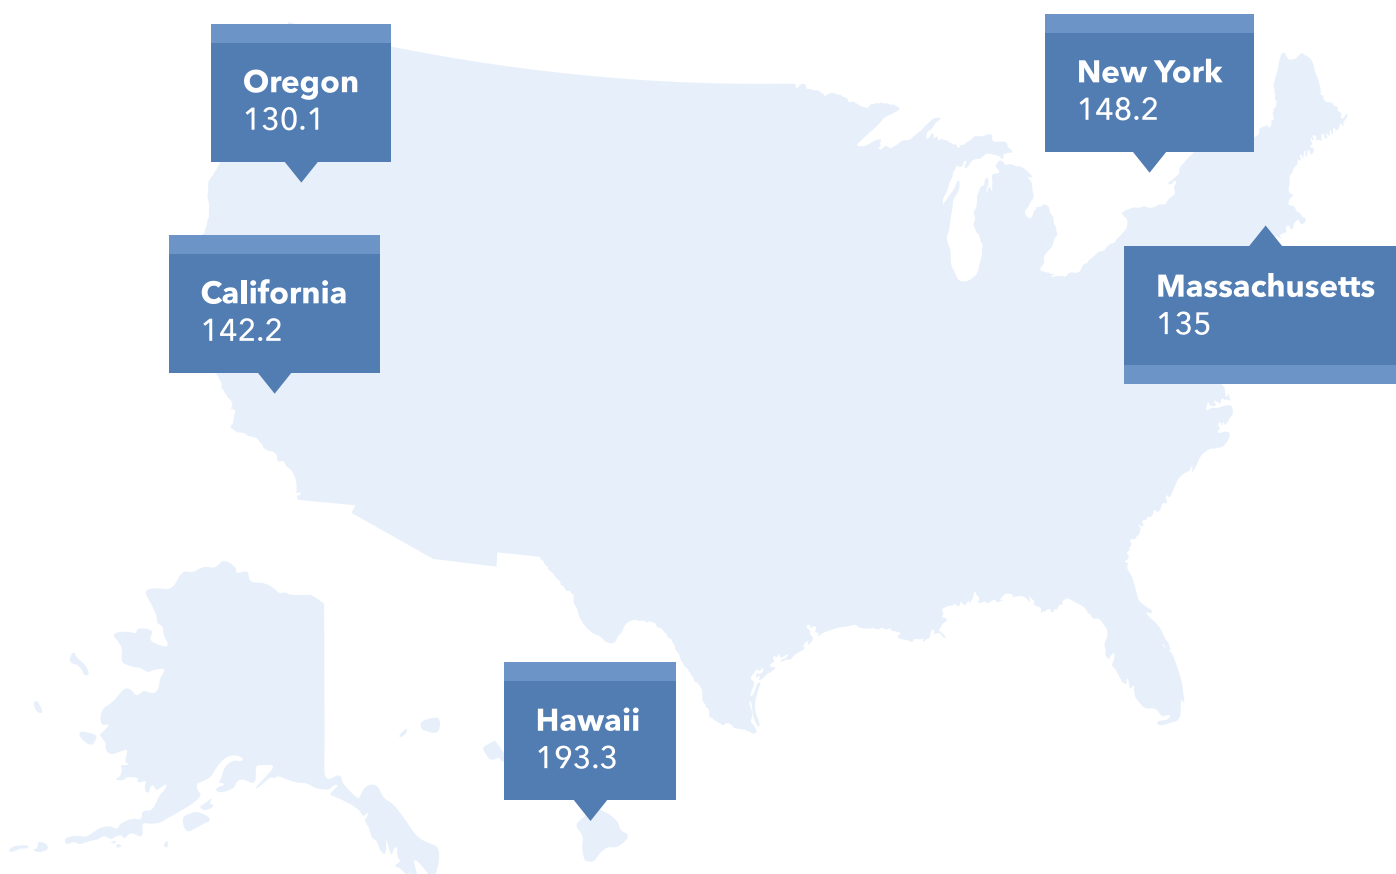 Oregon
130.1
New York
148.2
California
142.2
Massachusetts
135
Hawaii
193.3